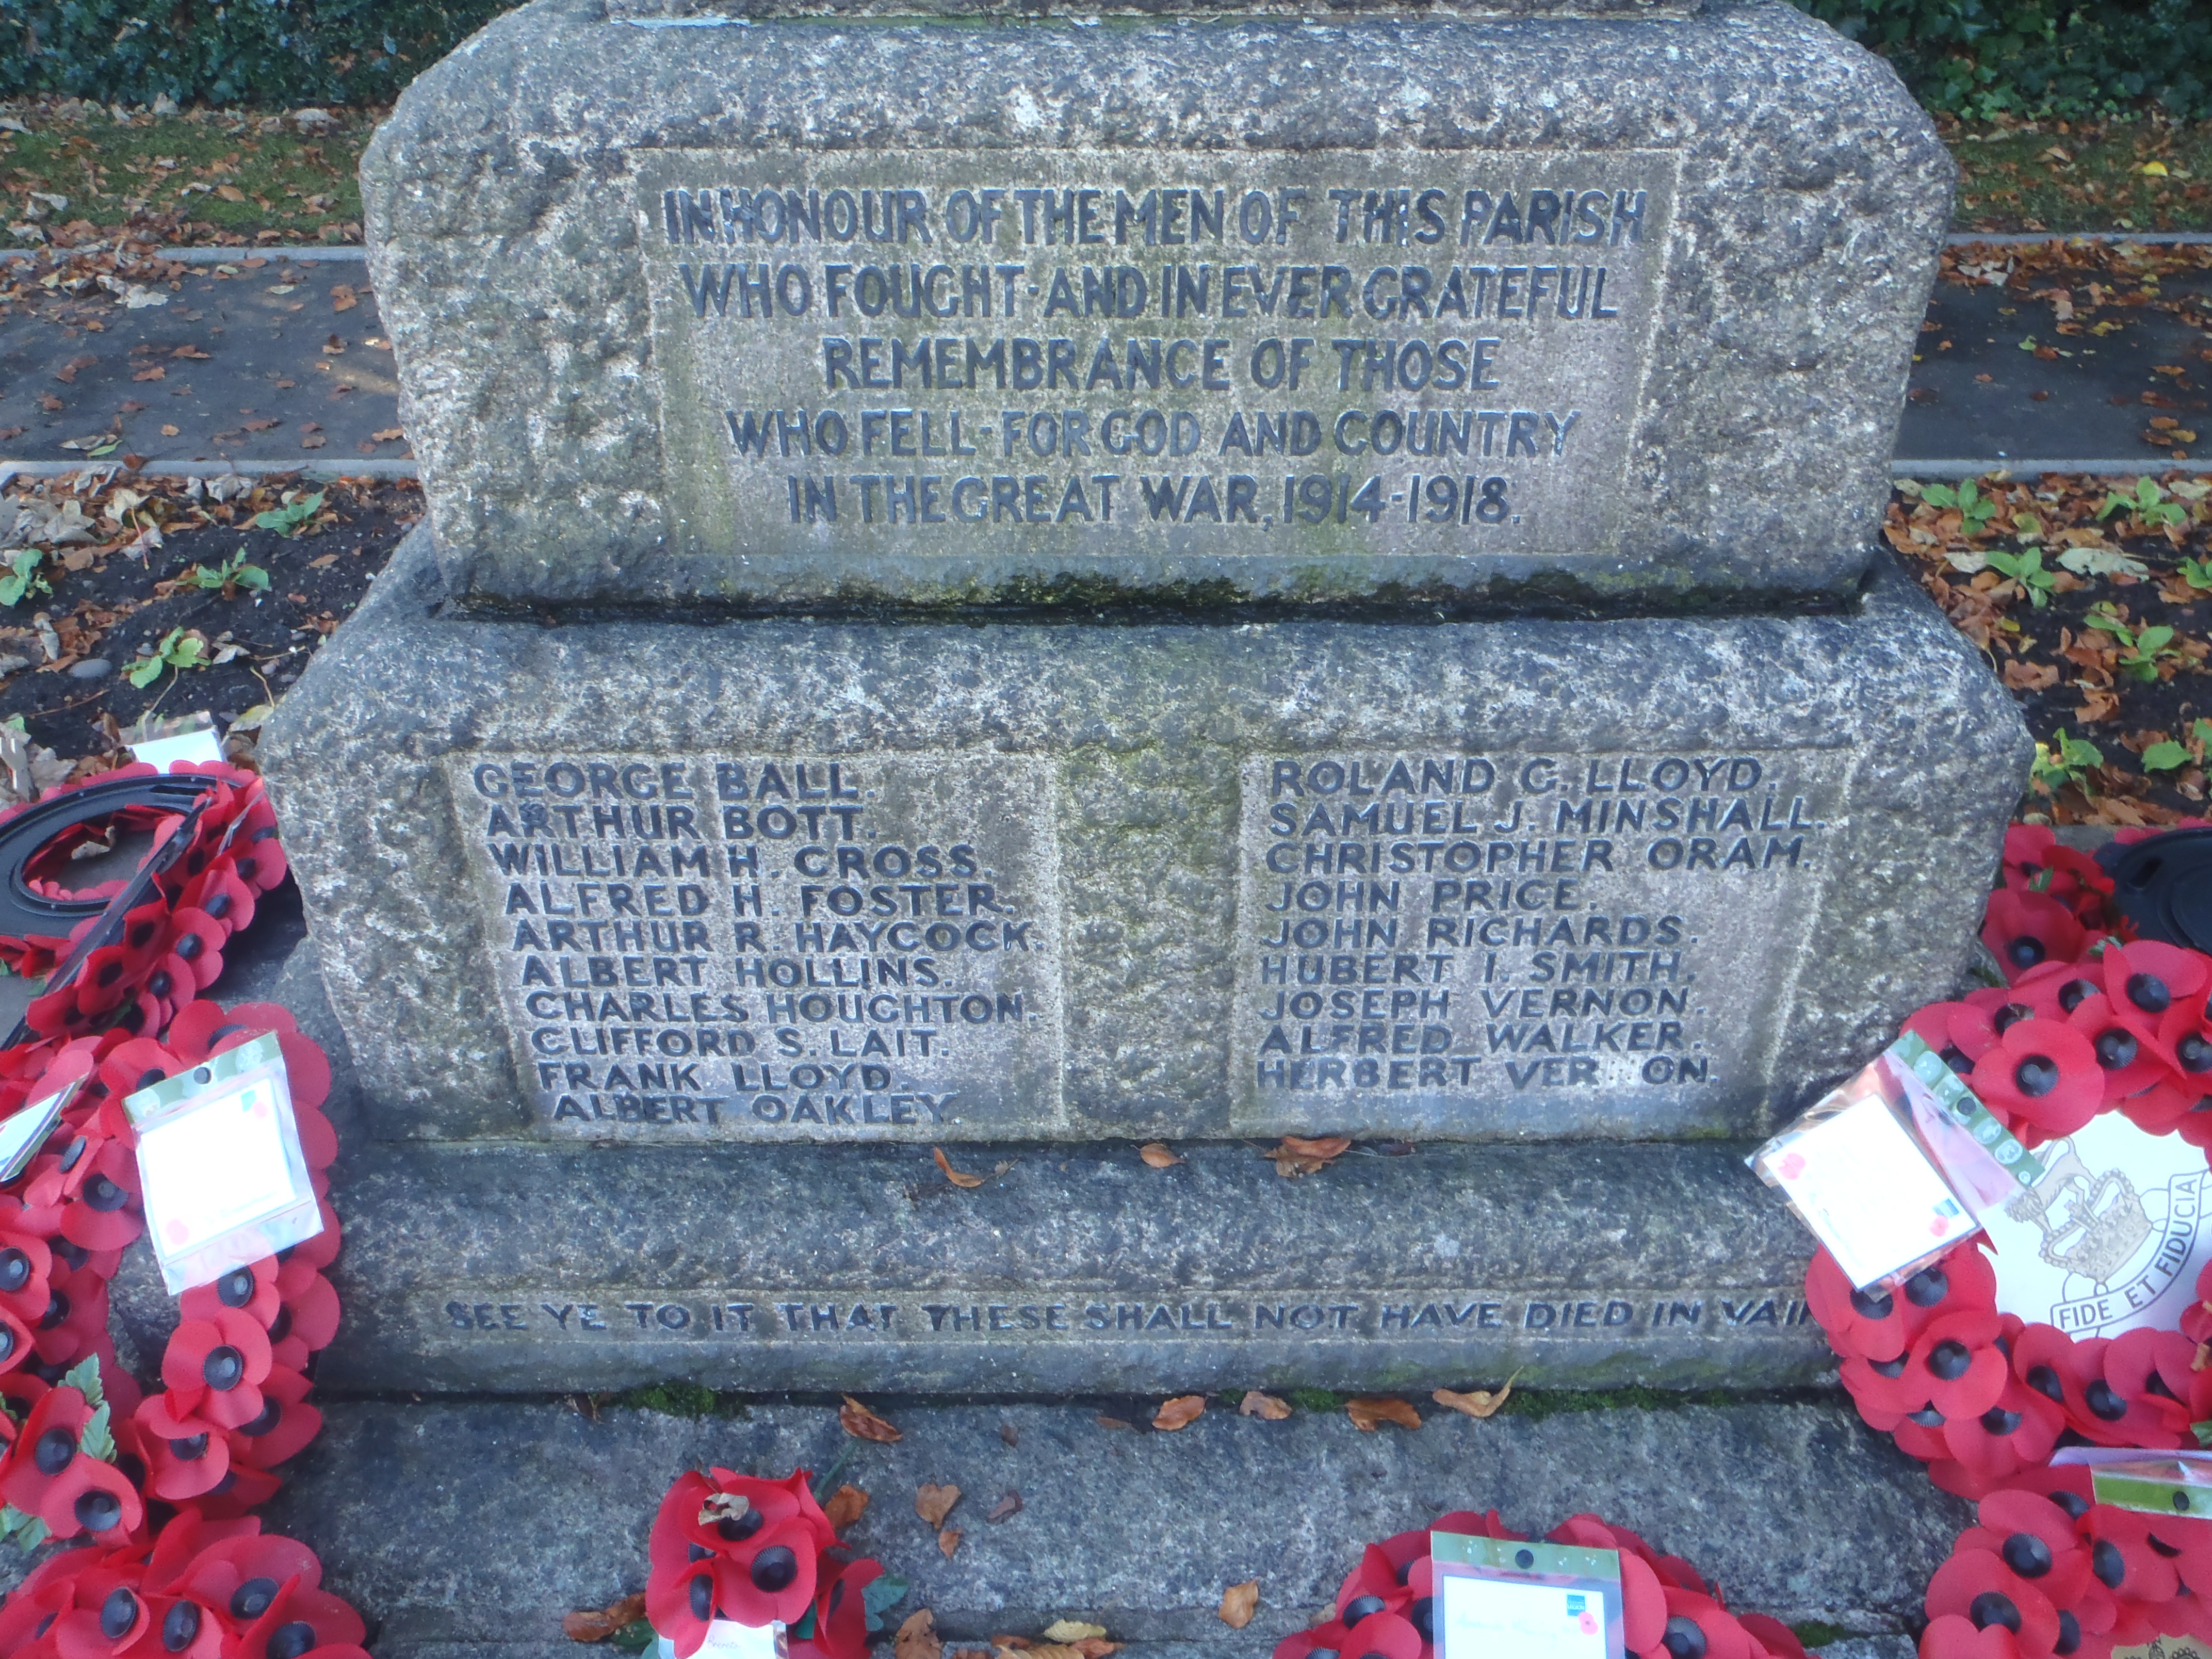 IN HONOUR OF THE MEN OF THIS PARISH
WHO FOUGHT-AND IN EVER GRATEFUL
REMEMBRANCE OF THOSE
WHO FELL-FOR GOD AND COUNTRY
IN THE GREAT WAR, 1914-1918.
GEORGE BALL.
ARTHUR BOTT.
WILLIAM H. CROSS.
ALFRED H. FOSTER.
ARTHUR R. HAYCOCK.
ALBERT HOLLINS.
CHARLES HOUGHTON.
CLIFFORD S. LAIT.
FRANK LLOYD.
ALBERT OAKLEY
ROLAND G. LLOYD.
SAMUEL J. MINSHALL.
CHRISTOPHER ORAM.
JOHN PRICE.
JOHN RICHARDS.
HUBERT I. SMITH.
JOSEPH VERNON.
ALFRED WALKER.
HERBERT VERNON.
SEE YE TO IT THAT THESE SHALL NOT HAVE DIED IN VAIN
FIDE ET FIDUCIA